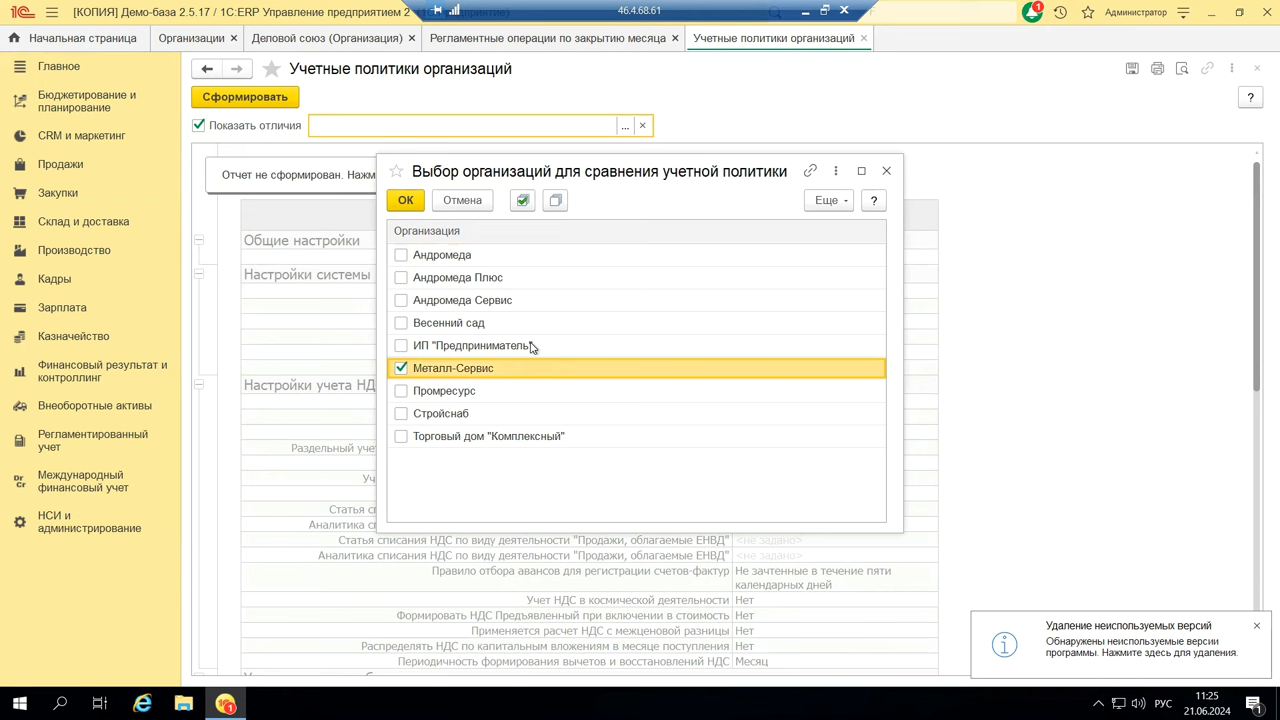 [КОПИЯ] Демо-база 2.5.17 / 1С:ERP Управление предприятием 2
46.4.68.61
1
Администратор
Начальная страница
Организации
Деловой союз (Организация)
Регламентные операции по закрытию месяца
Учетные политики организаций
Главное
Бюджетирование и
планирование
CRM и маркетинг
Продажи
Закупки
Склад и доставка
Производство
Кадры
Зарплата
Казначейство
Финансовый результат и
контроллинг
Внеоборотные активы
Регламентированный
учет
Международный
финансовый учет
НСИ и
администрирование
Учетные политики организаций
Сформировать
?
Показать отличия
...
Отчет не сформирован. Нажм
Общие настройки
Настройки системы
Настройки учета НД
Раздельный уче
Уч
Статья сп
Аналитика сп
Статья списания НДС по виду деятельности "Продажи, облагаемые ЕНВД"
<не задано>
Аналитика списания НДС по виду деятельности "Продажи, облагаемые ЕНВД"
<не задано>
Правило отбора авансов для регистрации счетов-фактур
Не зачтенные в течение пяти
календарных дней
Учет НДС в космической деятельности
Нет
Формировать НДС Предъявленный при включении в стоимость
Нет
Применяется расчет НДС с межценовой разницы
Нет
Распределять НДС по капитальным вложениям в месяце поступления
Нет
Периодичность формирования вычетов и восстановлений НДС
Месяц
Выбор организаций для сравнения учетной политики
ОК
Отмена
Еще
?
Организация
Андромеда
Андромеда Плюс
Андромеда Сервис
Весенний сад
ИП "Предприниматель"
Металл-Сервис
Промресурс
Стройснаб
Торговый дом "Комплексный"
Удаление неиспользуемых версий
Обнаружены неиспользуемые версии
программы. Нажмите здесь для удаления.
РУС
11:25
21.06.2024
1